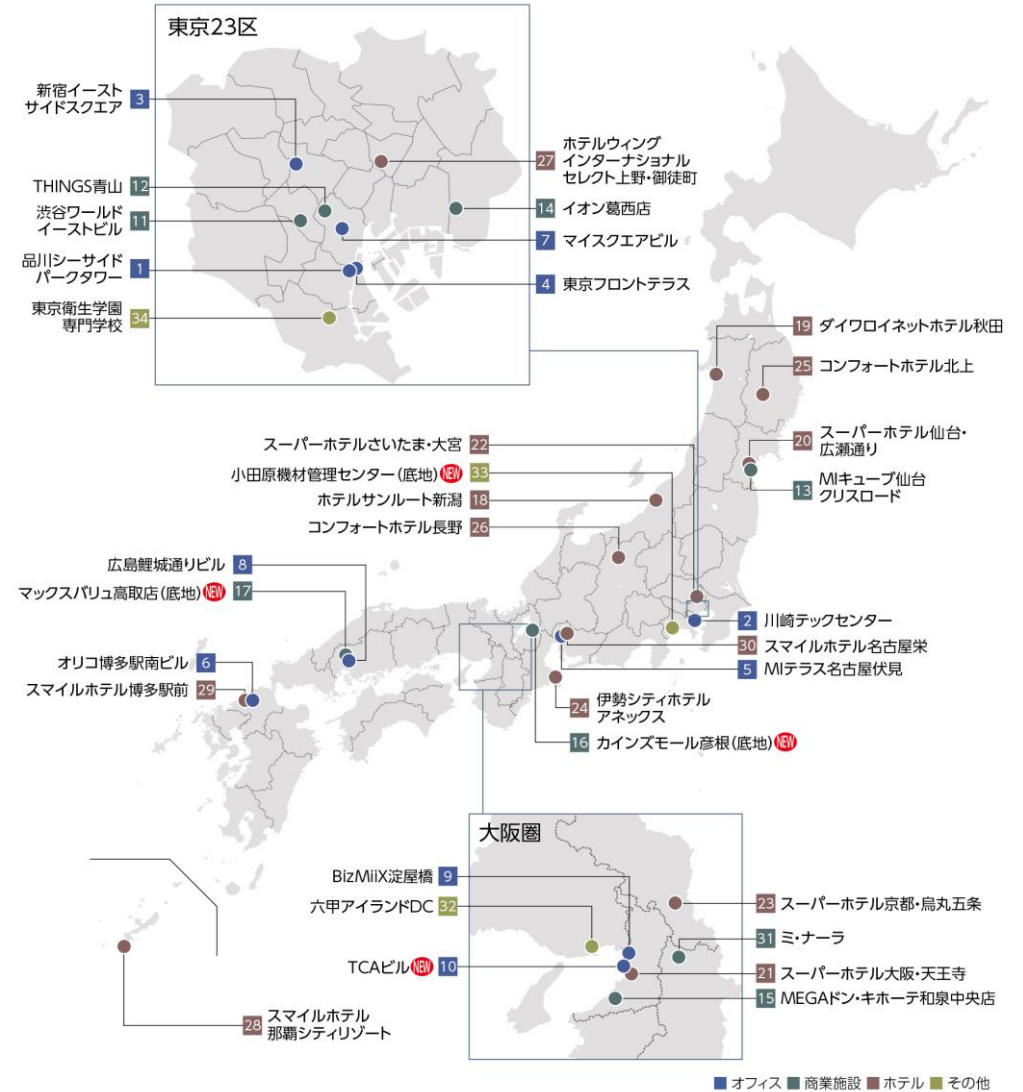 東京23区
新宿イースト
サイドスクエア
3
THINGS青山 12
渋谷ワールド
イーストビル
11
品川シーサイド
パークタワー
1
東京衛生学園
専門学校
34
27
ホテルウィング
インターナショナル
セレクト上野・御徒町
14 イオン葛西店
7 マイスクエアビル
4 東京フロントテラス
19 ダイワロイネットホテル秋田
25 コンフォートホテル北上
20
スーパーホテル仙台・
広瀬通り
13
MIキューブ仙台
クリスロード
スーパーホテルさいたま・大宮 22
小田原機材管理センター(底地) NEW 33
ホテルサンルート新潟 18
コンフォートホテル長野 26
広島鯉城通りビル 8
マックスバリュ高取店(底地) NEW 17
オリコ博多駅南ビル 6
スマイルホテル博多駅前 29
2 川崎テックセンター
30 スマイルホテル名古屋栄
5 MIテラス名古屋伏見
24
伊勢シティホテル
アネックス
16 カインズモール彦根(底地) NEW
大阪圏
BizMiiX淀屋橋 9
六甲アイランドDC 32
TCAビル NEW 10
23 スーパーホテル京都・烏丸五条
31 ミ・ナーラ
21 スーパーホテル大阪・天王寺
15 MEGAドン・キホーテ和泉中央店
28
スマイルホテル
那覇シティリゾート
オフィス 商業施設 ホテル その他